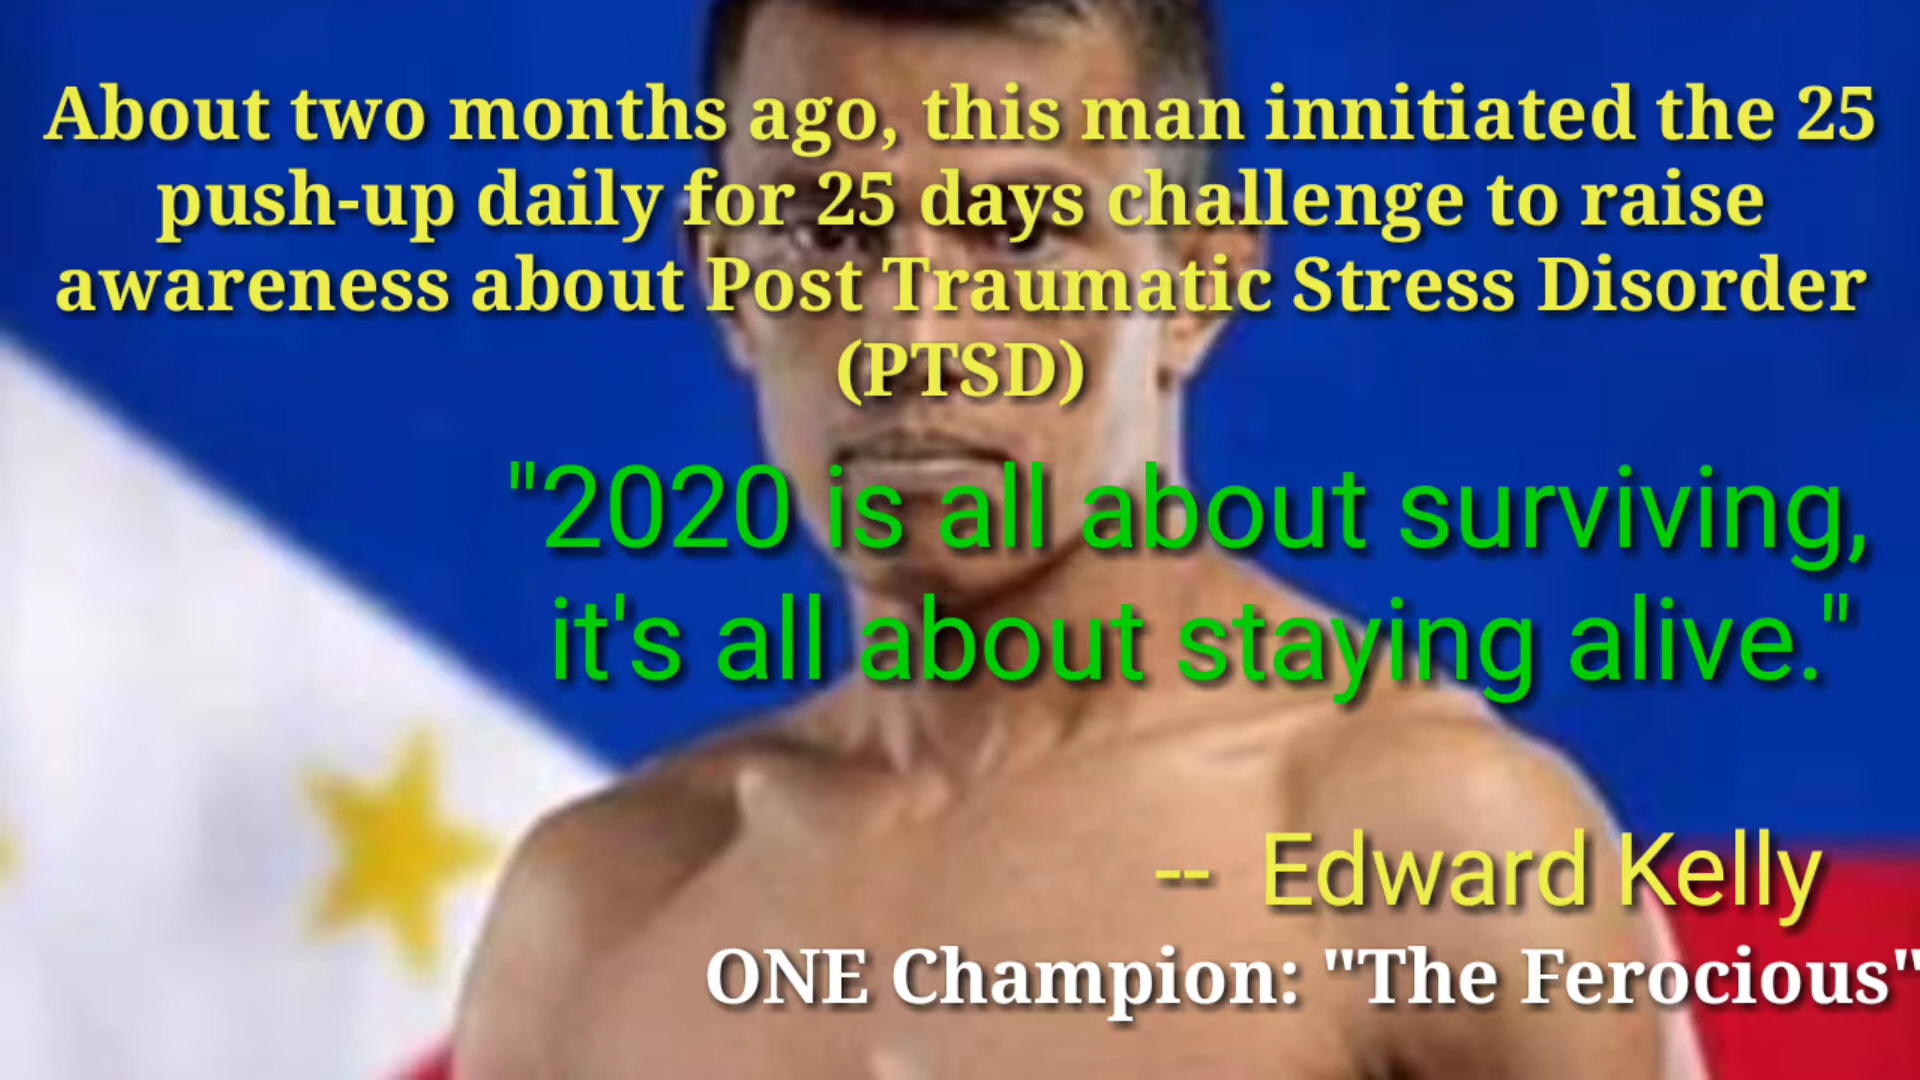 About two months ago, this man innitiated the 25
push-up daily for 25 days challenge to raise
awareness about Post Traumatic Stress Disorder
(PTSD)
"2020 is all about surviving,
it's all about staying alive."
-- Edward Kelly
ONE Champion: "The Ferocious"